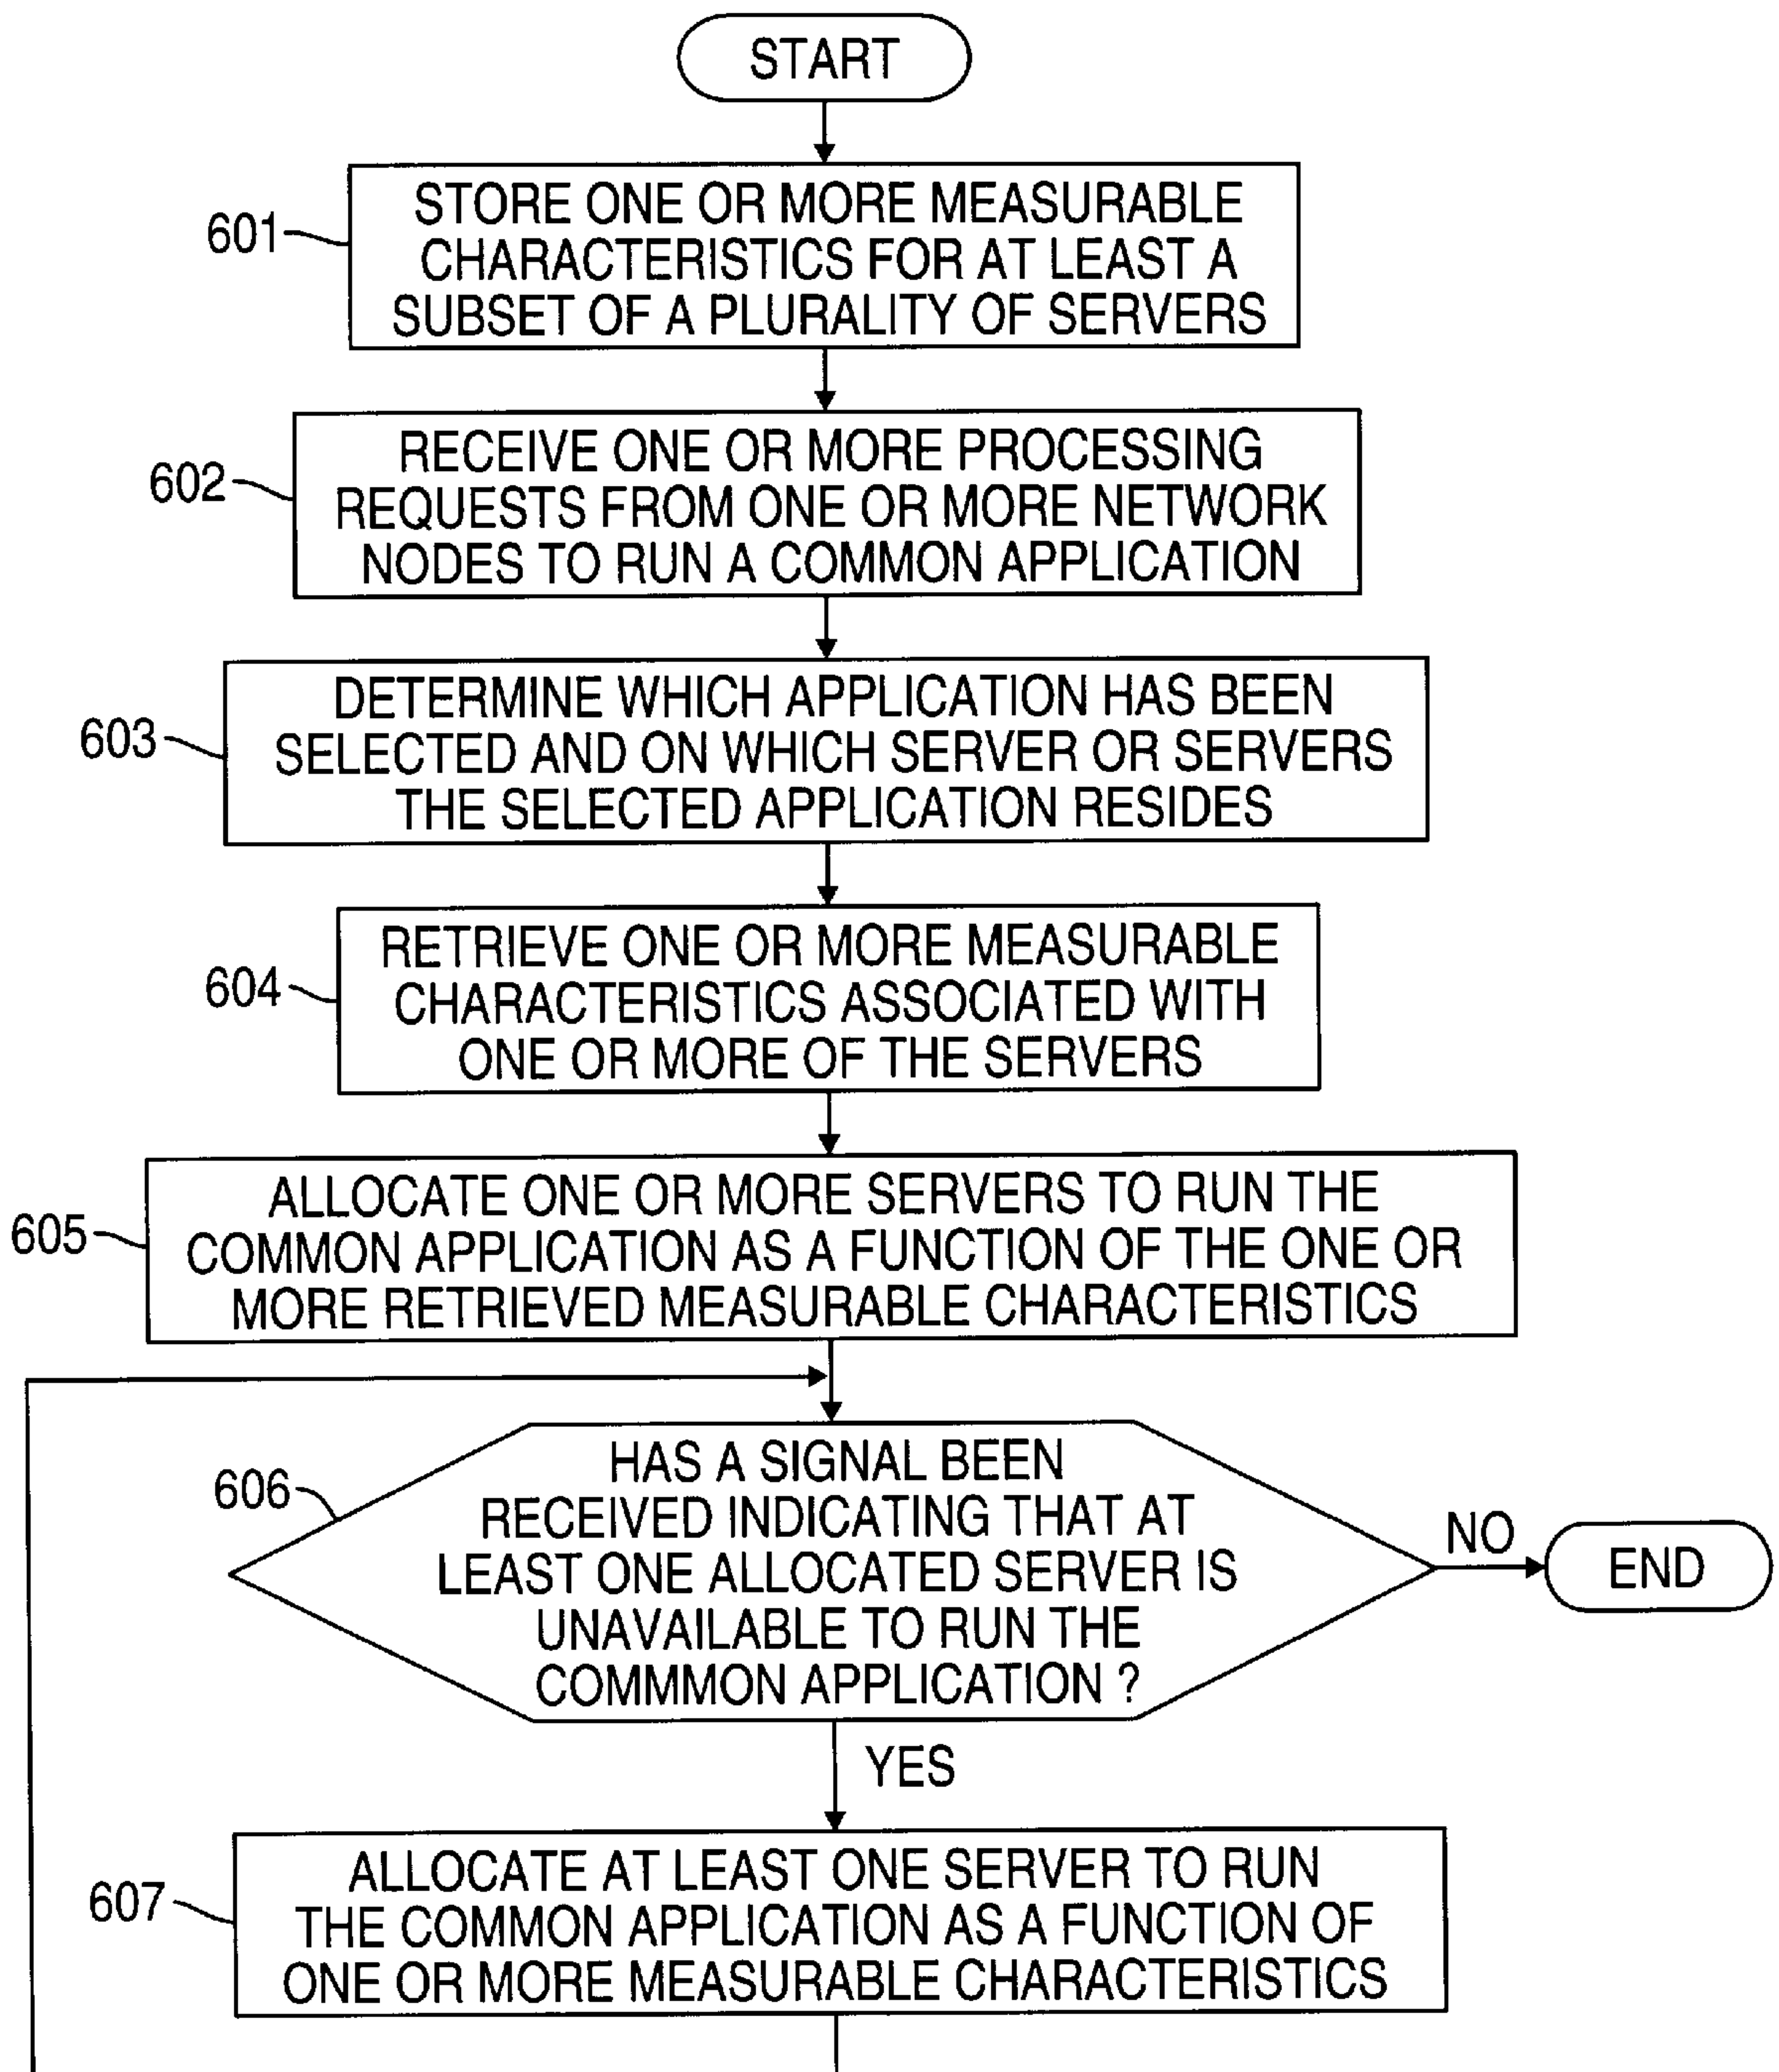 START
601
STORE ONE OR MORE MEASURABLE
CHARACTERISTICS FOR AT LEAST A
SUBSET OF A PLURALITY OF SERVERS
602
RECEIVE ONE OR MORE PROCESSING
REQUESTS FROM ONE OR MORE NETWORK
NODES TO RUN A COMMON APPLICATION
603
DETERMINE WHICH APPLICATION HAS BEEN
SELECTED AND ON WHICH SERVER OR SERVERS
THE SELECTED APPLICATION RESIDES
604
RETRIEVE ONE OR MORE MEASURABLE
CHARACTERISTICS ASSOCIATED WITH
ONE OR MORE OF THE SERVERS
605
ALLOCATE ONE OR MORE SERVERS TO RUN THE
COMMON APPLICATION AS A FUNCTION OF THE ONE OR
MORE RETRIEVED MEASURABLE CHARACTERISTICS
606
HAS A SIGNAL BEEN
RECEIVED INDICATING THAT AT
LEAST ONE ALLOCATED SERVER IS
UNAVAILABLE TO RUN THE
COMMMON APPLICATION ?
NO
END
YES
607
ALLOCATE AT LEAST ONE SERVER TO RUN
THE COMMON APPLICATION AS A FUNCTION OF
ONE OR MORE MEASURABLE CHARACTERISTICS